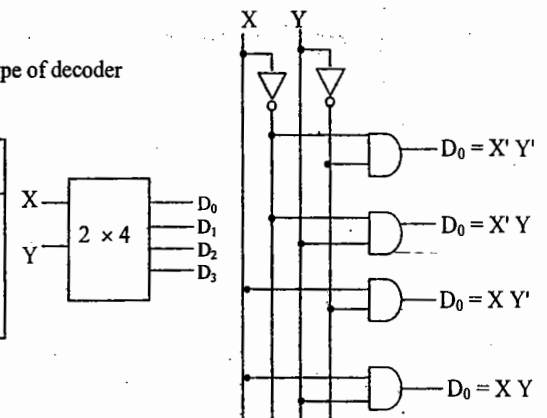 pe of decoder
X
Y
2 × 4
D₀
D₁
D₂
D₃
X Y
D₀ = X' Y'
D₀ = X' Y
D₀ = X Y'
D₀ = X Y